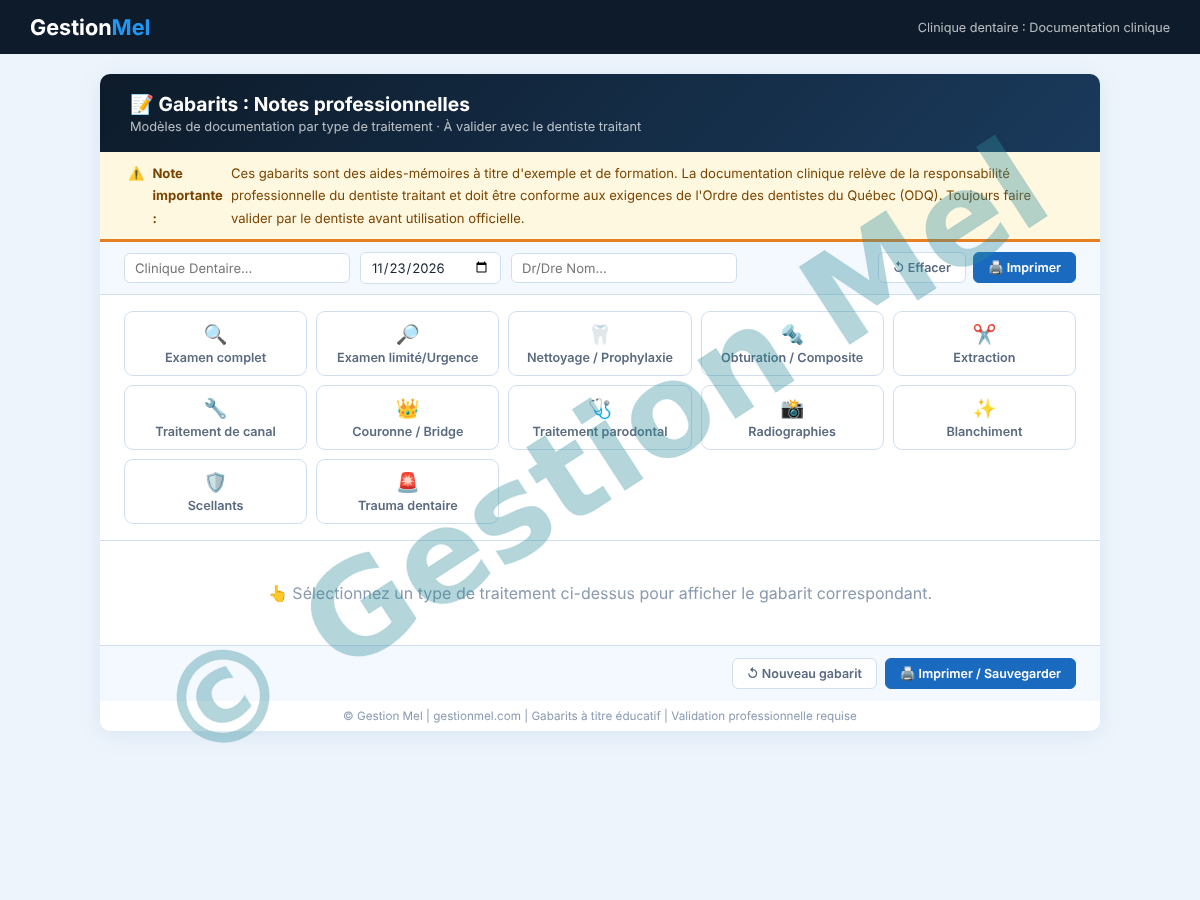 GestionMel
Clinique dentaire : Documentation clinique
📝 Gabarits : Notes professionnelles
Modèles de documentation par type de traitement · À valider avec le dentiste traitant
⚠️ Note importante :
Ces gabarits sont des aides-mémoires à titre d'exemple et de formation. La documentation clinique relève de la responsabilité
professionnelle du dentiste traitant et doit être conforme aux exigences de l'Ordre des dentistes du Québec (ODQ). Toujours faire
valider par le dentiste avant utilisation officielle.
Clinique Dentaire...
11/23/2026
Dr/Dre Nom...
↺ Effacer
🖨️ Imprimer
🔍 Examen complet
🔎 Examen limité/Urgence
🦷 Nettoyage / Prophylaxie
🔩 Obturation / Composite
✂️ Extraction
🔧 Traitement de canal
👑 Couronne / Bridge
🩺 Traitement parodontal
📸 Radiographies
✨ Blanchiment
🛡️ Scellants
🚨 Trauma dentaire
👆 Sélectionnez un type de traitement ci-dessus pour afficher le gabarit correspondant.
↺ Nouveau gabarit
🖨️ Imprimer / Sauvegarder
© Gestion Mel | gestionmel.com | Gabarits à titre éducatif | Validation professionnelle requise
© Gestion Mel